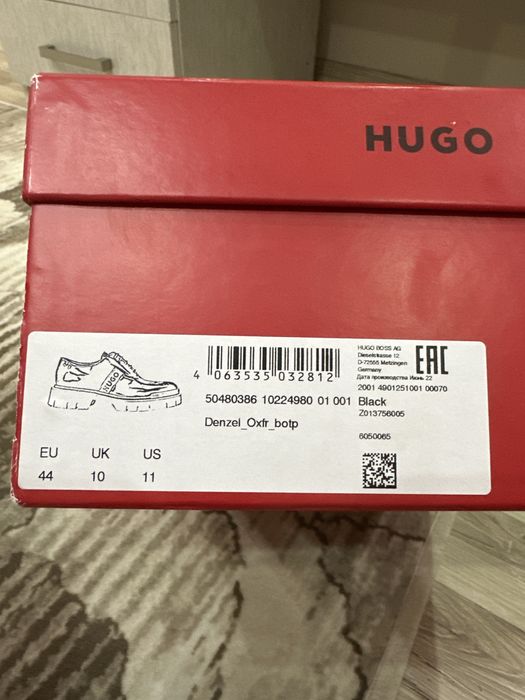 HUGO
HUGO
4 063535 032812
50480386 10224980 01 001
Denzel_Oxfr_botp
EU UK US
44 10 11
HUGO BOSS AG
Dieselstrasse 12
D-72555 Metzingen
Germany
Дата производства Июнь 22
EAC
2001 4901251001 00070
Black
Z013756005
6050065